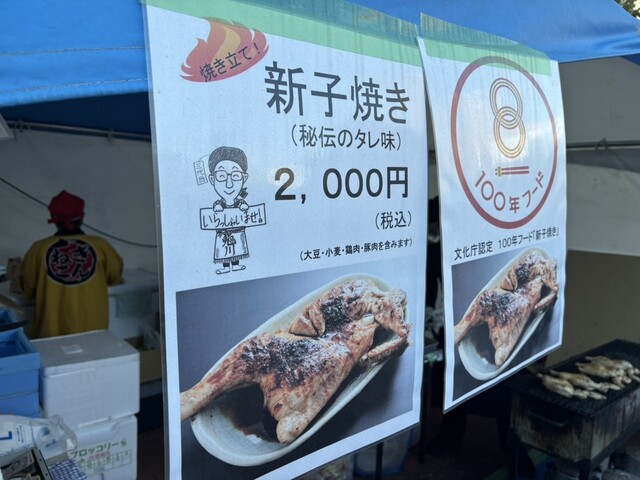 焼き立て！
新子焼き
（秘伝のタレ味）
いらっしゃいませ！
2，000円
（税込）
（大豆・小麦・鶏肉・豚肉を含みます）
100年フード
文化庁認定 100年フード「新子焼き」
ブロッコリー